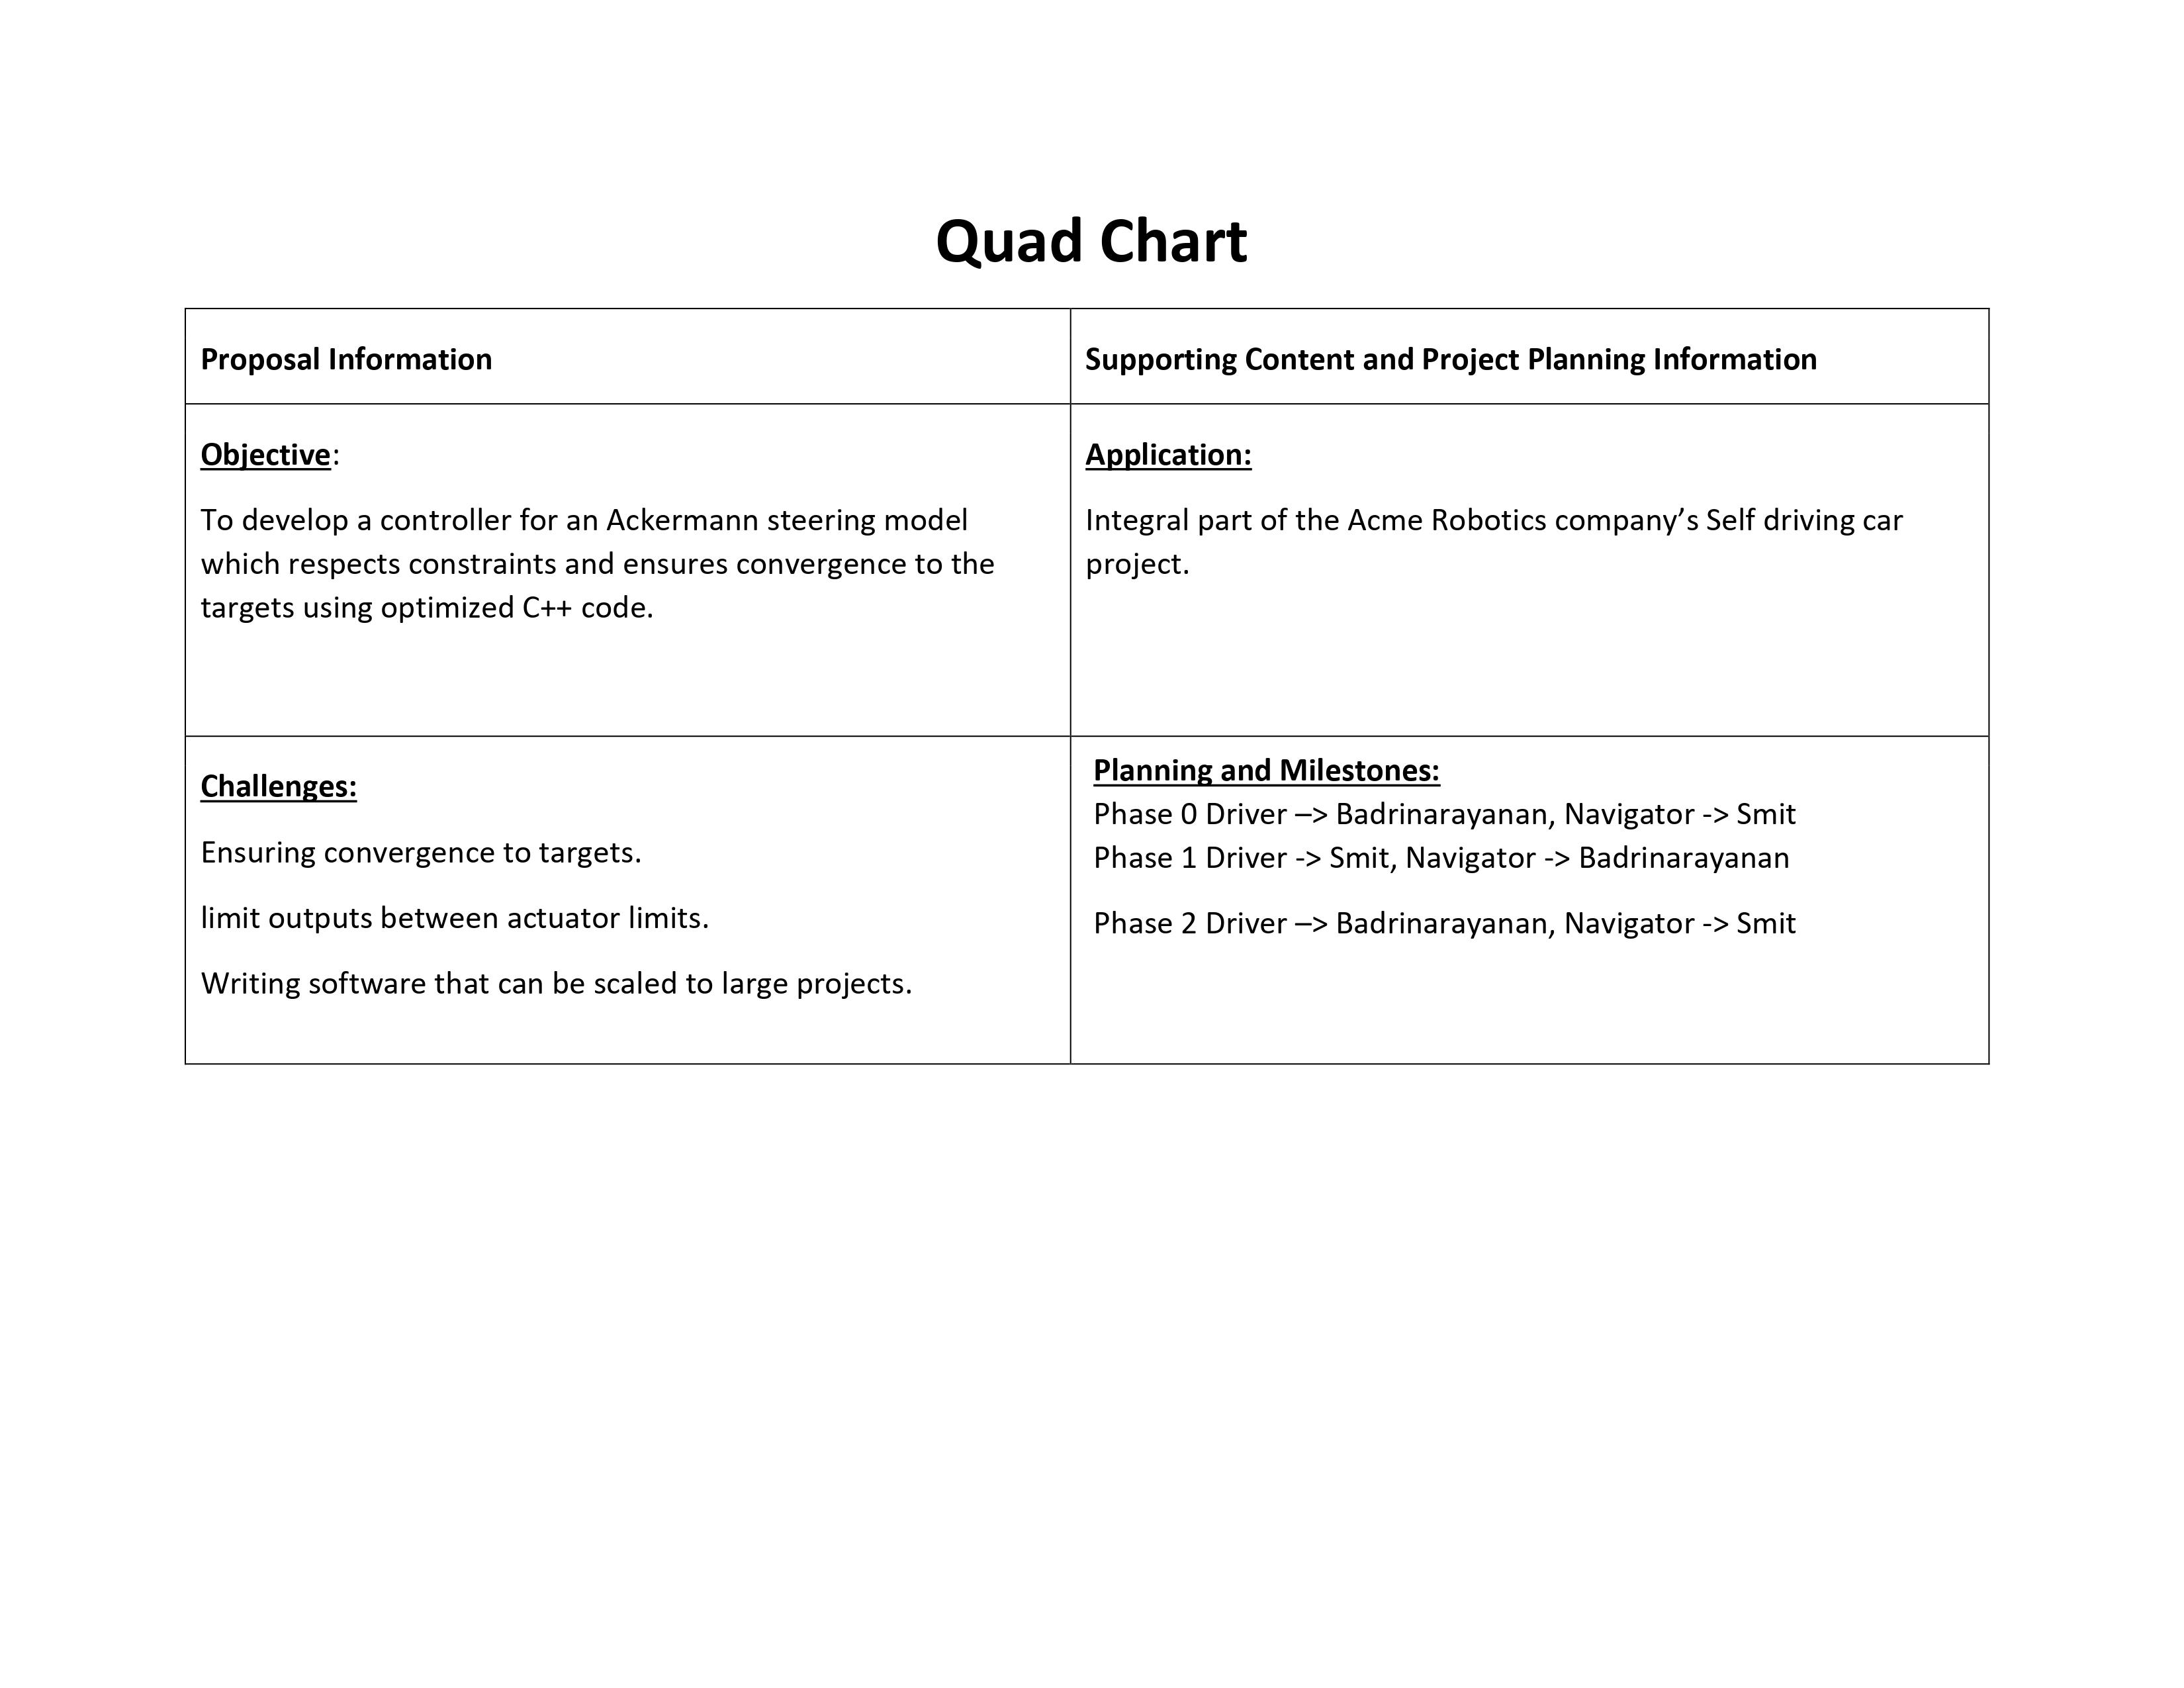 Quad Chart
Proposal Information
Supporting Content and Project Planning Information
Objective:
To develop a controller for an Ackermann steering model
which respects constraints and ensures convergence to the
targets using optimized C++ code.
Application:
Integral part of the Acme Robotics company’s Self driving car
project.
Challenges:
Ensuring convergence to targets.
limit outputs between actuator limits.
Writing software that can be scaled to large projects.
Planning and Milestones:
Phase 0 Driver –> Badrinarayanan, Navigator -> Smit
Phase 1 Driver -> Smit, Navigator -> Badrinarayanan
Phase 2 Driver –> Badrinarayanan, Navigator -> Smit